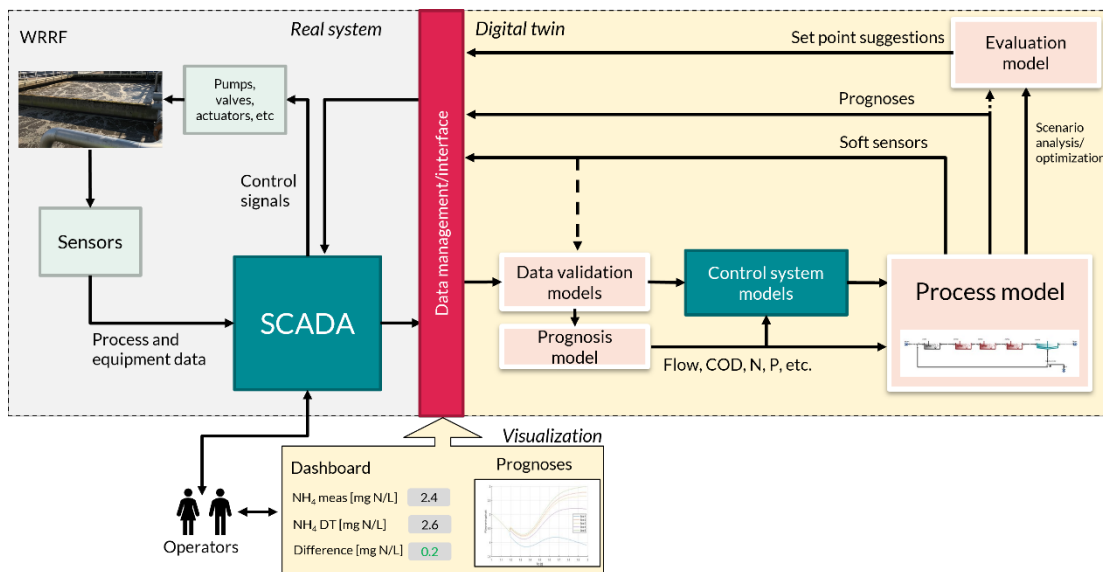 WRRF
Real system
Digital twin
Pumps,
valves,
actuators, etc
Control
signals
Sensors
SCADA
Process and
equipment data
Data management/interface
Set point suggestions
Evaluation
model
Prognoses
Soft sensors
Scenario
analysis/
optimization
Data validation
models
Control system
models
Process model
Prognosis
model
Flow, COD, N, P, etc.
Visualization
Operators
Dashboard
Prognoses
NH₄ meas [mg N/L]
2.4
NH₄ DT [mg N/L]
2.6
Difference [mg N/L]
0.2